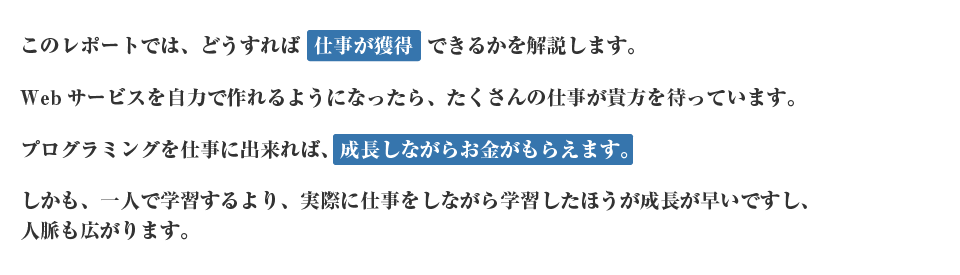 このレポートでは、どうすれば 仕事が獲得 できるかを解説します。
Webサービスを自力で作れるようになったら、たくさんの仕事が貴方を待っています。
プログラミングを仕事に出来れば、成長しながらお金がもらえます。
しかも、一人で学習するより、実際に仕事をしながら学習したほうが成長が早いですし、
人脈も広がります。